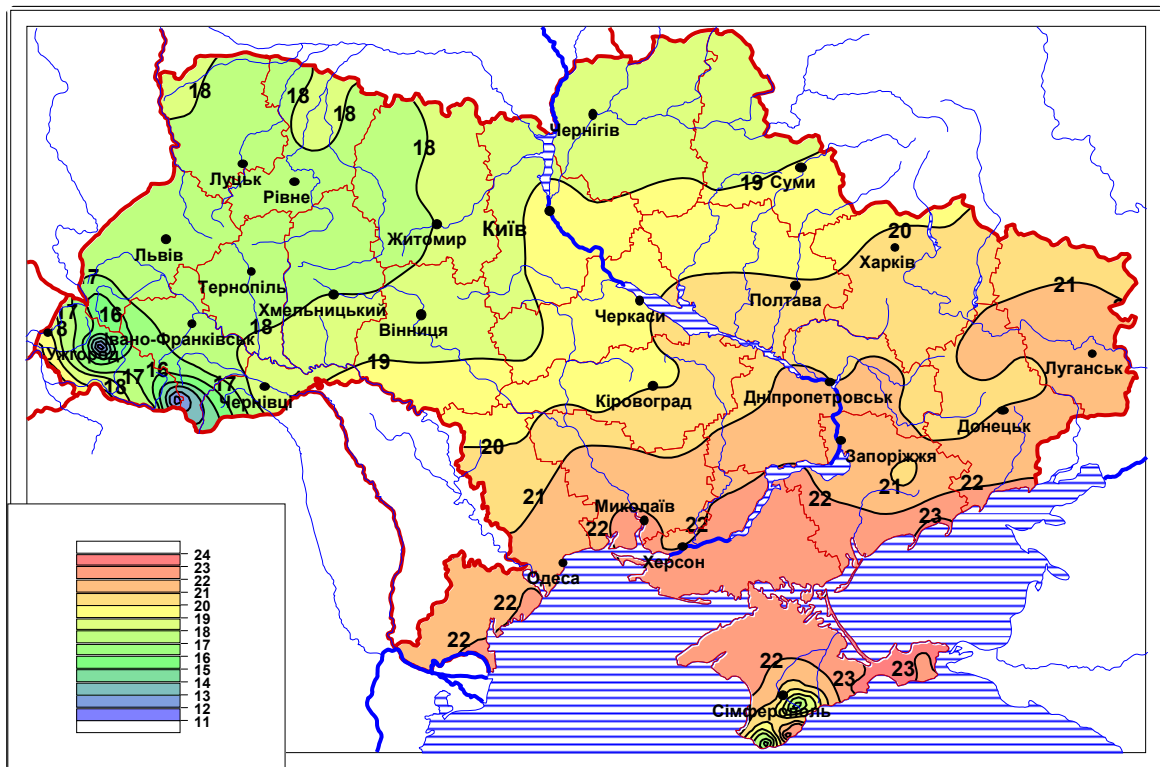 18
18
18
18
Чернігів
Луцьк
Рівне
19
Суми
Київ
Житомир
20
Харків
Львів
7
Тернопіль
Хмельницький
21
Полтава
17
16
8
Івано-Франківськ
18
Вінниця
Черкаси
Ужгород
19
Луганськ
16
17
17
18
Чернівці
Кіровоград
Дніпропетровськ
Донецьк
20
Запоріжжя
21
21
22
22
Миколаїв
22
22
23
Херсон
Одеса
22
22
22
23
23
Сімферополь
24
23
22
21
20
19
18
17
16
15
14
13
12
11